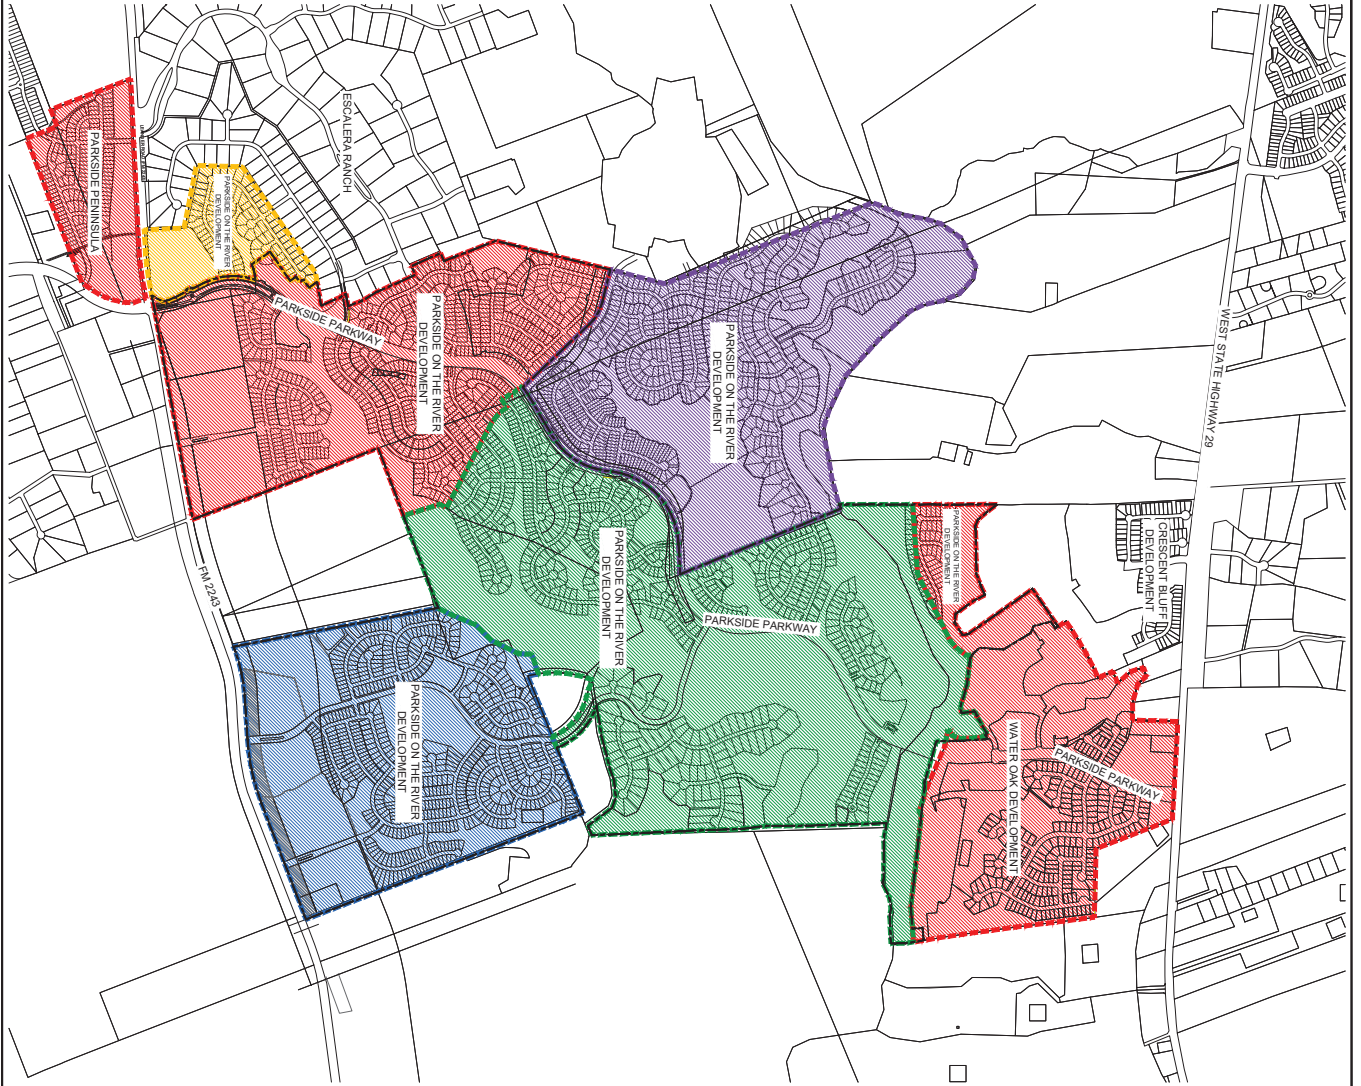 ESCALERA RANCH
PARKSIDE PENINSULA
PARKSIDE ON THE RIVER
DEVELOPMENT
PARKSIDE PARKWAY
PARKSIDE ON THE RIVER
DEVELOPMENT
PARKSIDE ON THE RIVER
DEVELOPMENT
WEST STATE HIGHWAY 29
PARKSIDE ON THE RIVER
DEVELOPMENT
CRESCENT BLUFF
DEVELOPMENT
FM 2243
PARKSIDE ON THE RIVER
DEVELOPMENT
PARKSIDE PARKWAY
PARKSIDE ON THE RIVER
DEVELOPMENT
WATER OAK DEVELOPMENT
PARKSIDE PARKWAY